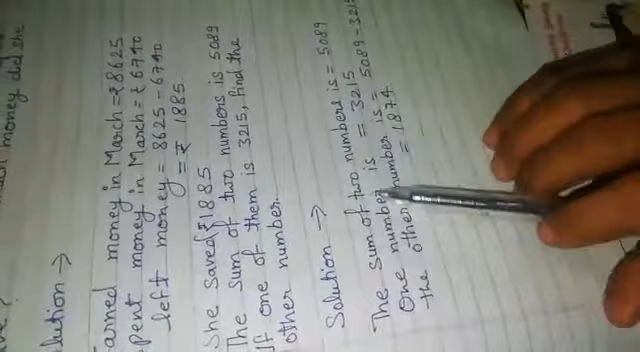 money did she
lution →
arned money in March = ₹8625
pent money in March = ₹6740
left money = 8625 - 6740
= ₹ 1885
She saved ₹1885
The sum of two numbers is 5089
If one of them is 3215, find the
other number.
Solution →
The sum of two numbers is = 5089
One number is = 3215
the other number is = 5089-3215
= 1874